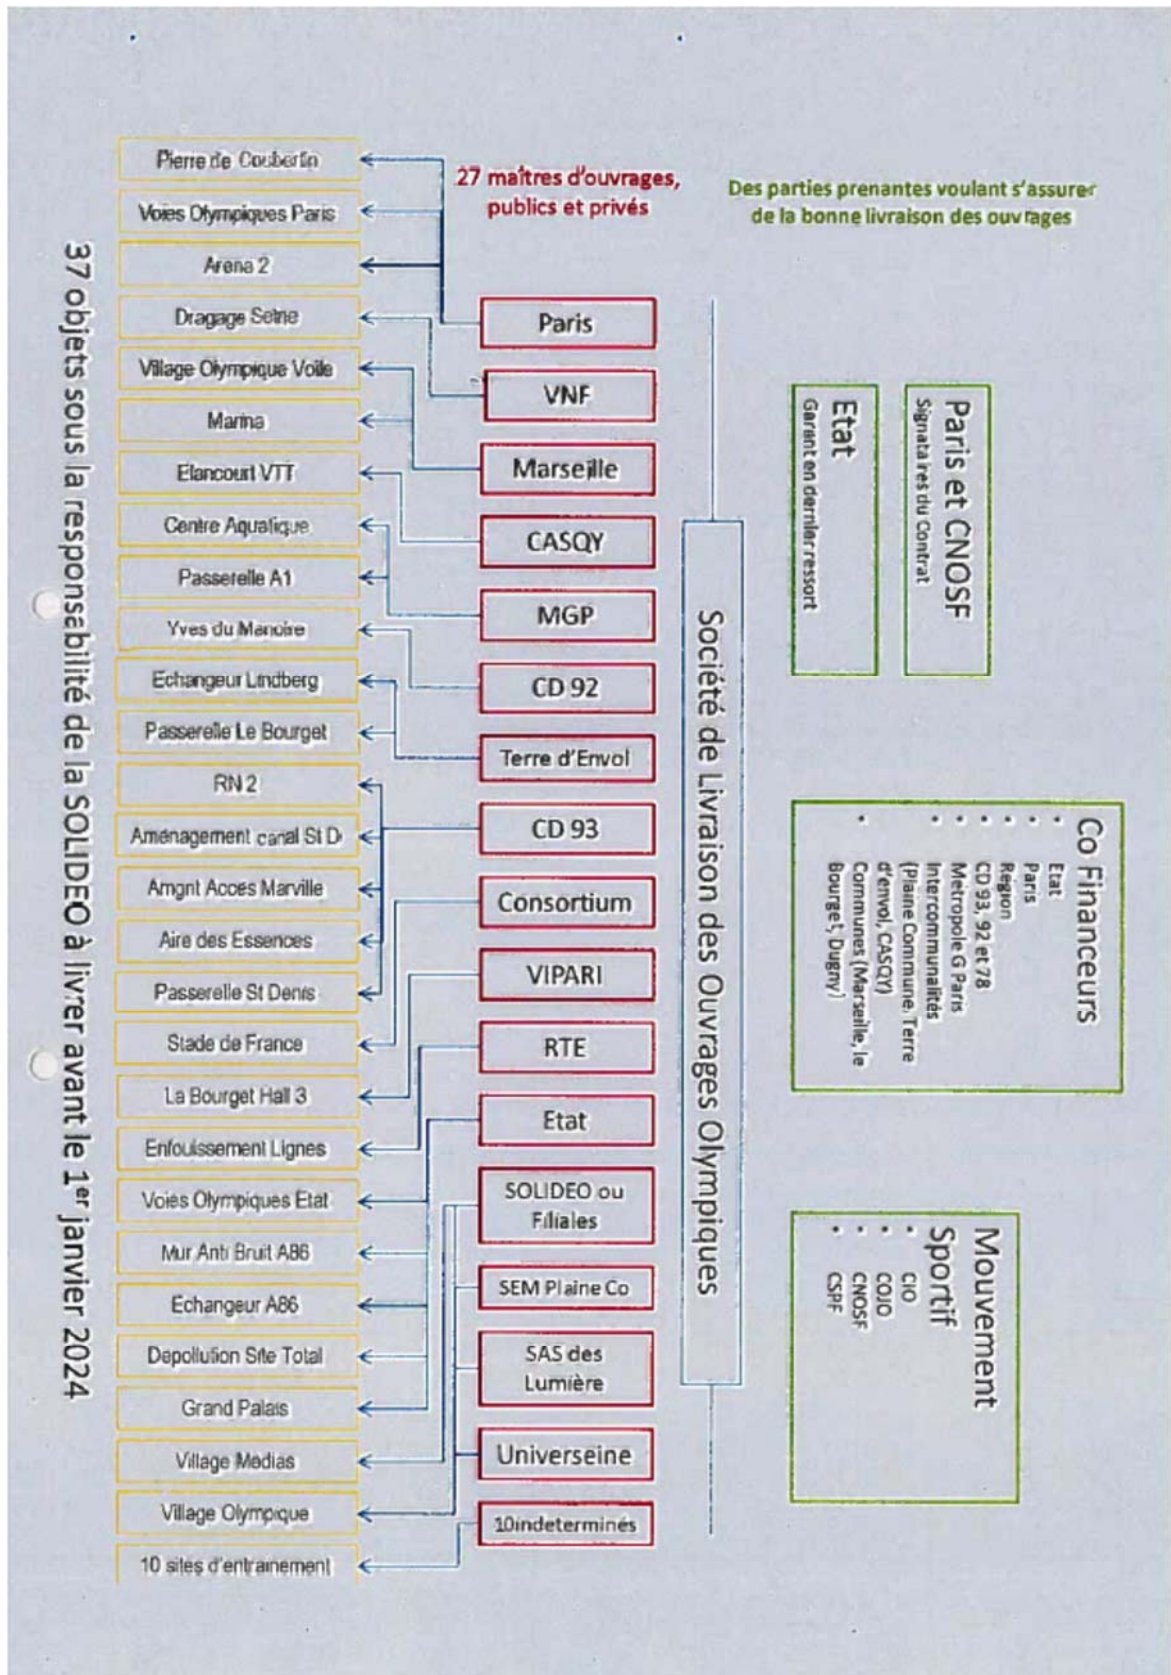 Des parties prenantes voulant s'assurer
de la bonne livraison des ouvrages
Paris et CNOSF
Signataires du Contrat
Etat
Garant en dernier ressort
Co Financeurs
• Etat
• Paris
• Région
• CD 93, 92 et 78
• Métropole G Paris
• Intercommunalités
(Plaine Commune, Terre
d'envol, CASQY)
• Communes (Marseille, le
Bourget, Dugny)
Mouvement
Sportif
• CIO
• COJO
• CNOSF
• CSPF
Société de Livraison des Ouvrages Olympiques
27 maîtres d'ouvrages,
publics et privés
Paris
VNF
Marseille
CASQY
MGP
CD 92
Terre d'Envol
CD 93
Consortium
VIPARI
RTE
Etat
SOLIDEO ou
Filiales
SEM Plaine Co
SAS des
Lumière
Universeine
10indeterminés
Pierre de Coubertin
Voies Olympiques Paris
Arena 2
Dragage Seine
Village Olympique Voile
Marina
Elancourt VTT
Centre Aquatique
Passerelle A1
Yves du Manoire
Echangeur Lindberg
Passerelle Le Bourget
RN 2
Aménagement canal St D
Amgnt Acces Marville
Aire des Essences
Passerelle St Denis
Stade de France
La Bourget Hall 3
Enfouissement Lignes
Voies Olympiques Etat
Mur Anti Bruit A86
Echangeur A86
Depollution Site Total
Grand Palais
Village Medias
Village Olympique
10 sites d'entrainement
37 objets sous la responsabilité de la SOLIDEO à livrer avant le 1er janvier 2024